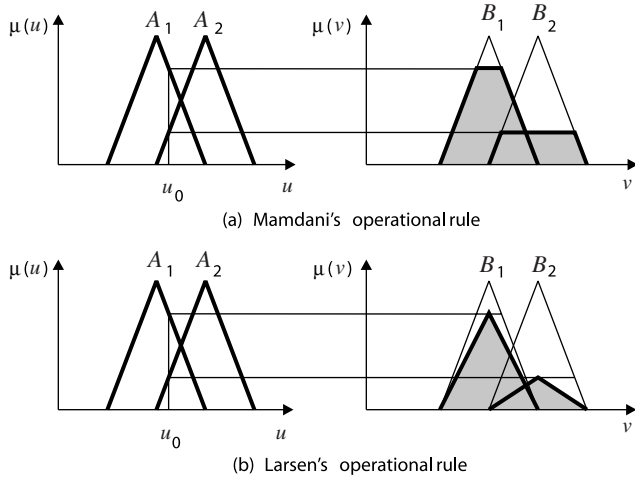 μ(u) A1 A2 μ(v) B1 B2
u0 u v
(a) Mamdani's operational rule
μ(u) A1 A2 μ(v) B1 B2
u0 u v
(b) Larsen's operational rule